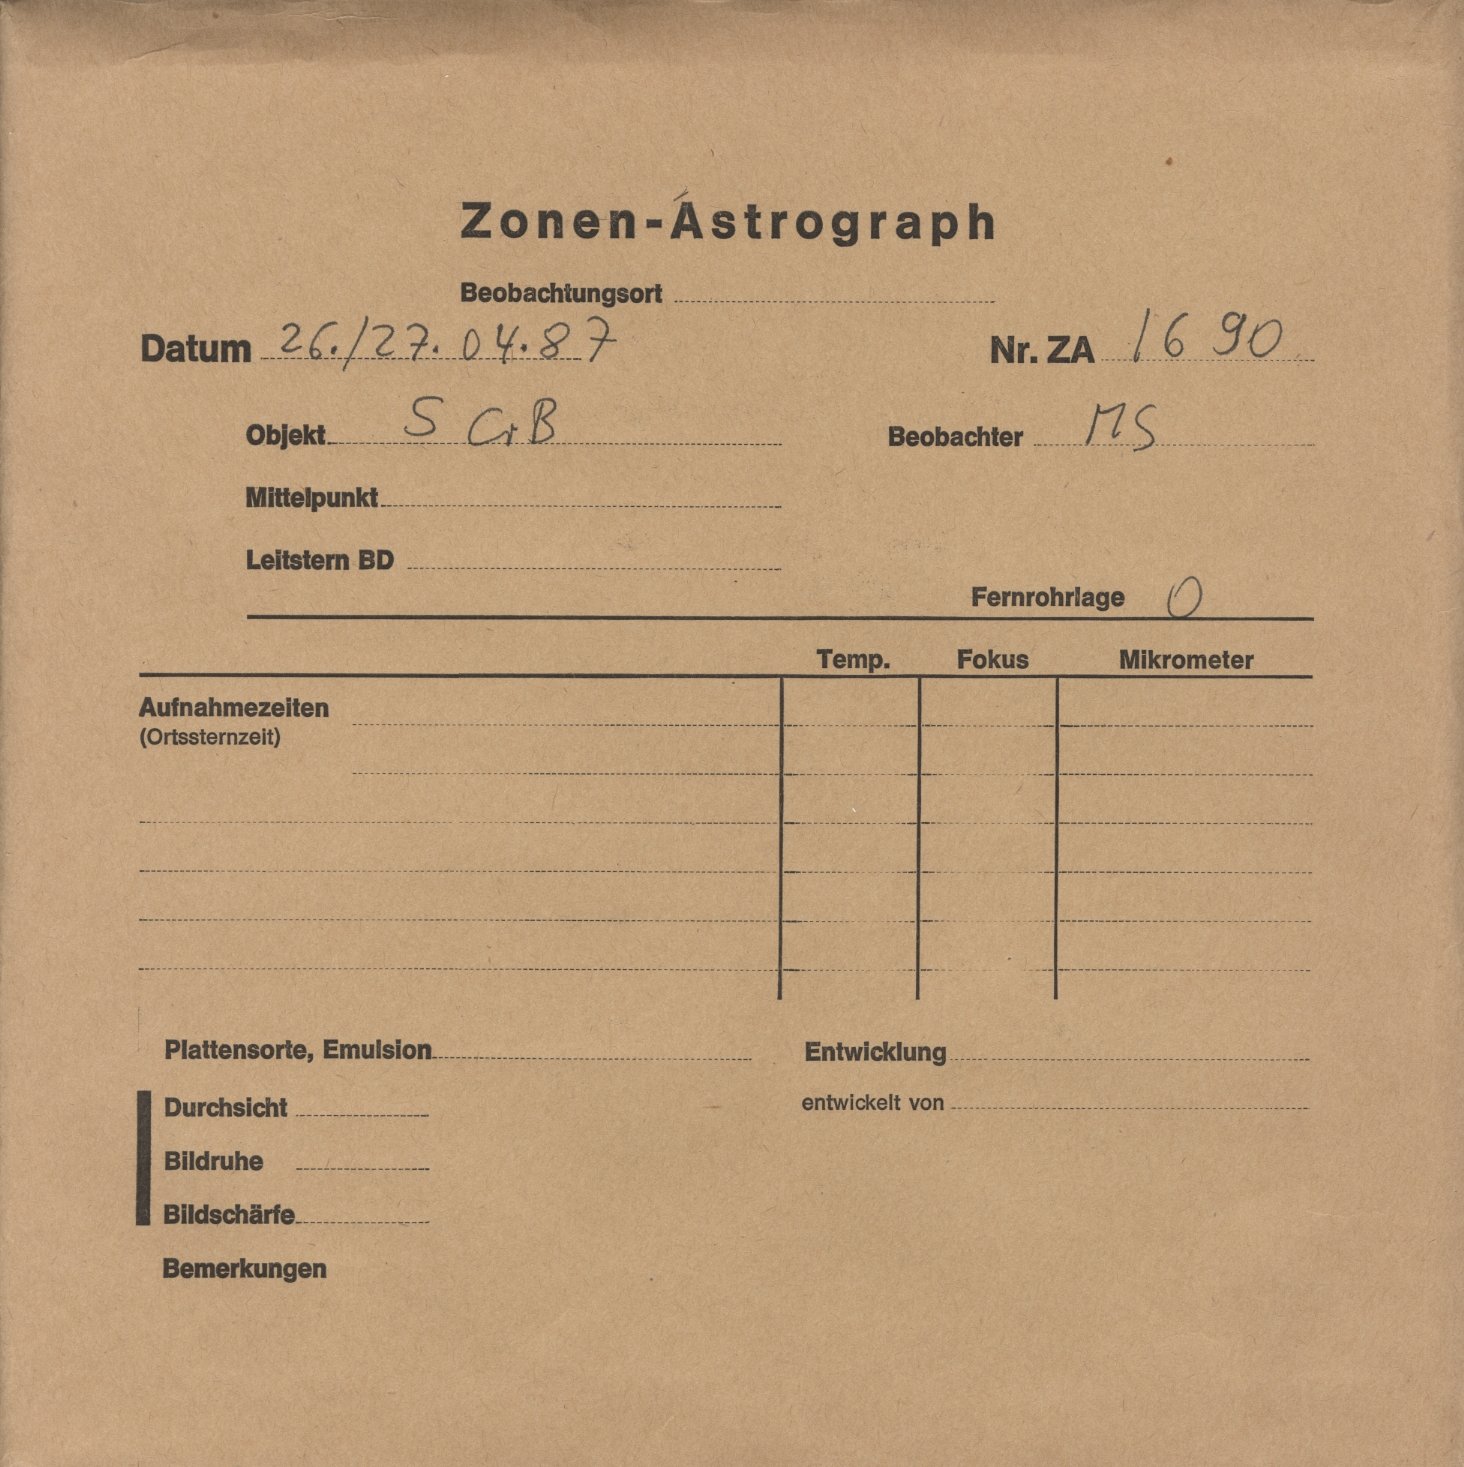 Zonen-Astrograph
Beobachtungsort
Datum 26./27.04.87 Nr. ZA 1690
Objekt S CrB Beobachter MS
Mittelpunkt
Leitstern BD
Fernrohrlage O
Temp. Fokus Mikrometer
Aufnahmezeiten
(Ortssternzeit)
Plattensorte, Emulsion Entwicklung
Durchsicht entwickelt von
Bildruhe
Bildschärfe
Bemerkungen